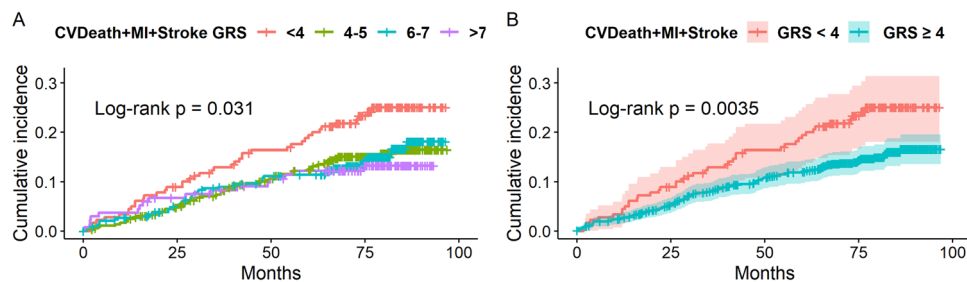 A
CVDeath+MI+Stroke GRS <4 4-5 6-7 >7
Cumulative incidence
0.3
0.2
0.1
0.0
Log-rank p = 0.031
0 25 50 75 100
Months
B
CVDeath+MI+Stroke GRS < 4 GRS ≥ 4
Cumulative incidence
0.3
0.2
0.1
0.0
Log-rank p = 0.0035
0 25 50 75 100
Months